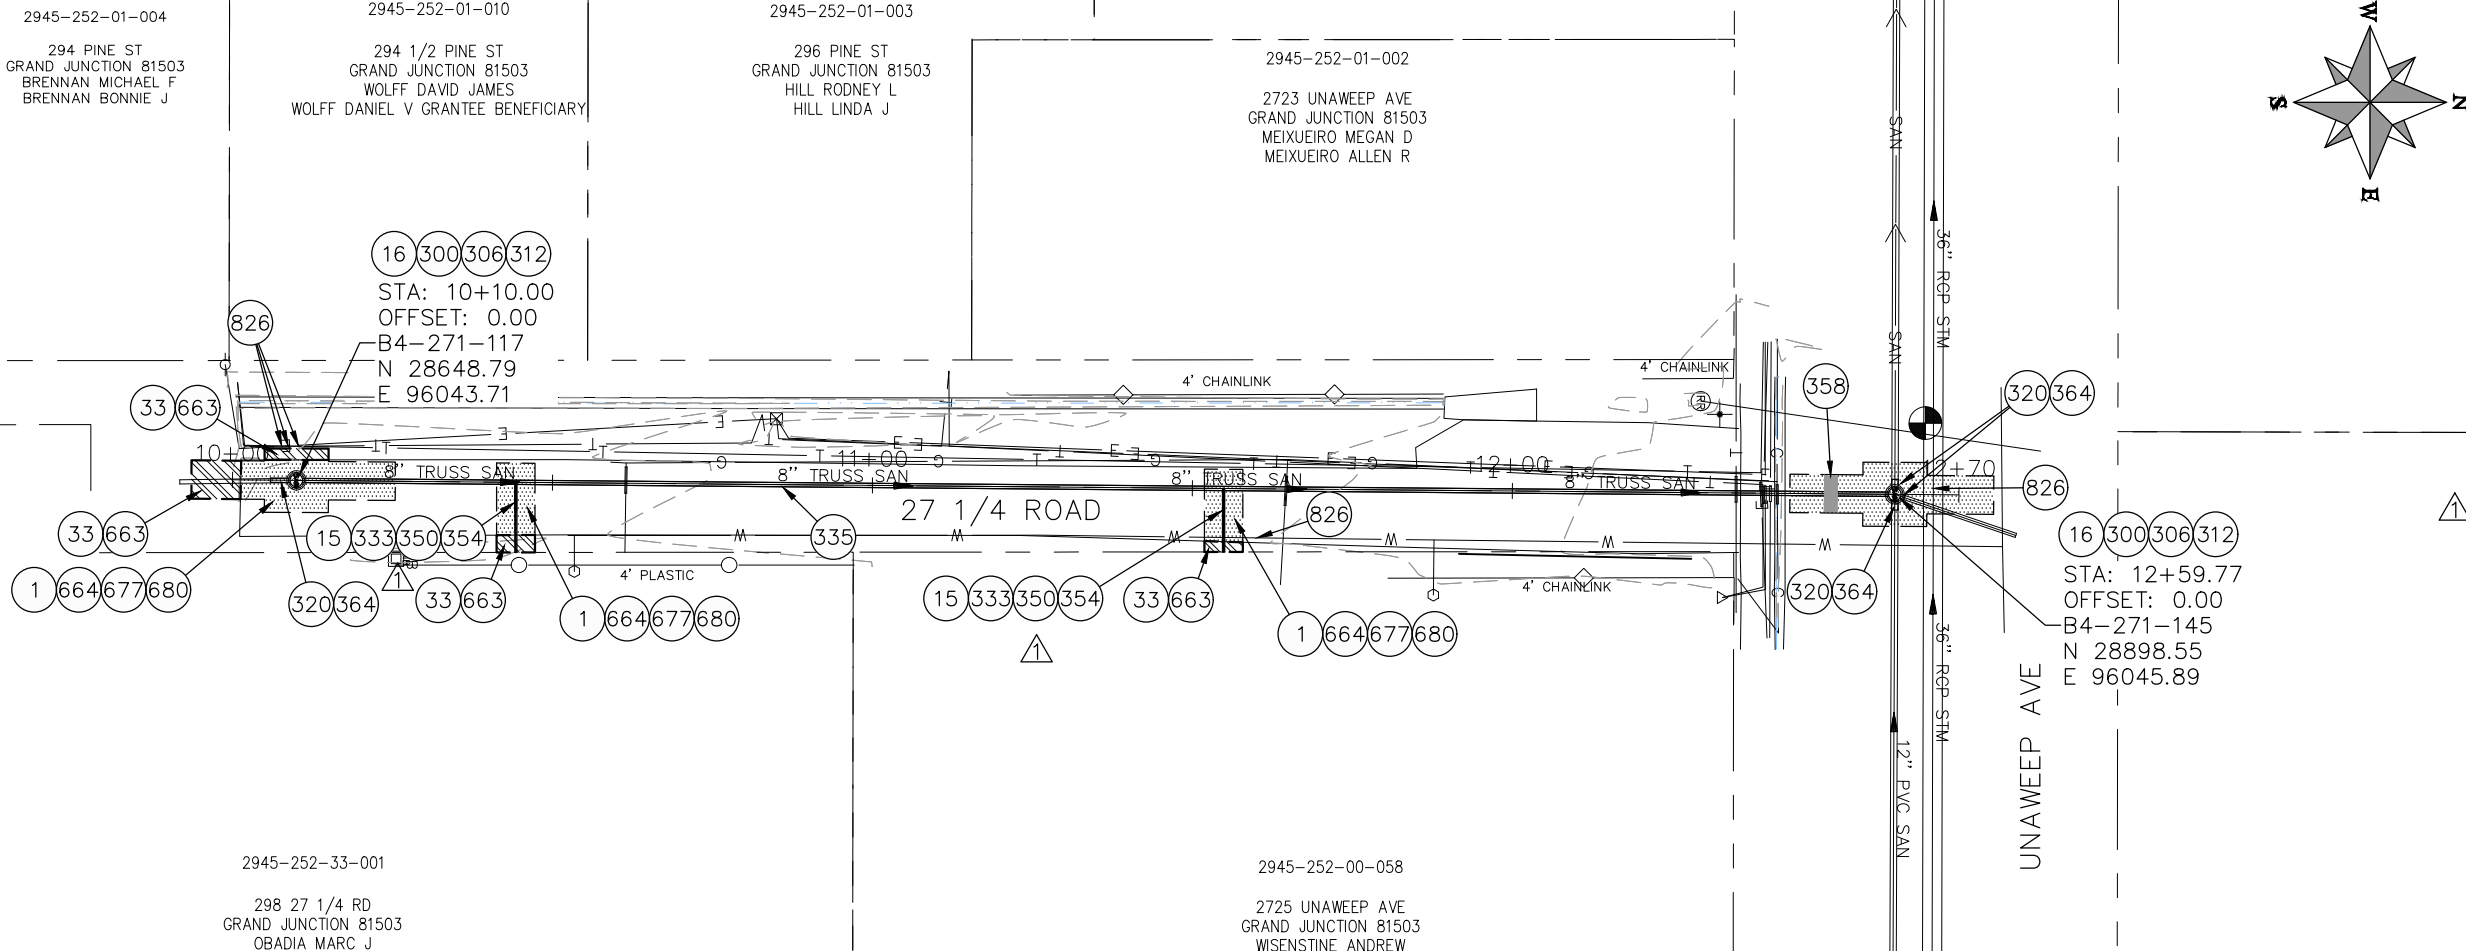 2945-252-01-004
294 PINE ST
GRAND JUNCTION 81503
BRENNAN MICHAEL F
BRENNAN BONNIE J
2945-252-01-010
294 1/2 PINE ST
GRAND JUNCTION 81503
WOLFF DAVID JAMES
WOLFF DANIEL V GRANTEE BENEFICIARY
2945-252-01-003
296 PINE ST
GRAND JUNCTION 81503
HILL RODNEY L
HILL LINDA J
2945-252-01-002
2723 UNAWEEP AVE
GRAND JUNCTION 81503
MEIXUEIRO MEGAN D
MEIXUEIRO ALLEN R
W
S
N
E
SAN
36" RCP STM
SAN
16 300 306 312
STA: 10+10.00
OFFSET: 0.00
B4-271-117
N 28648.79
E 96043.71
826
33 663
4' CHAINLINK
4' CHAINLINK
358
320 364
RR
10+00
8" TRUSS SAN
11+00
8" TRUSS SAN
8" TRUSS SAN
12+00
8" TRUSS SAN
12+70
826
27 1/4 ROAD
33 663
15 333 350 354
335
826
1 664 677 680
320 364
1
33 663
4' PLASTIC
1 664 677 680
15 333 350 354
33 663
1 664 677 680
1
4' CHAINLINK
320 364
1
16 300 306 312
STA: 12+59.77
OFFSET: 0.00
B4-271-145
N 28898.55
E 96045.89
36" RCP STM
12" PVC SAN
UNAWEEP AVE
2945-252-33-001
298 27 1/4 RD
GRAND JUNCTION 81503
OBADIA MARC J
2945-252-00-058
2725 UNAWEEP AVE
GRAND JUNCTION 81503
WISENSTINE ANDREW